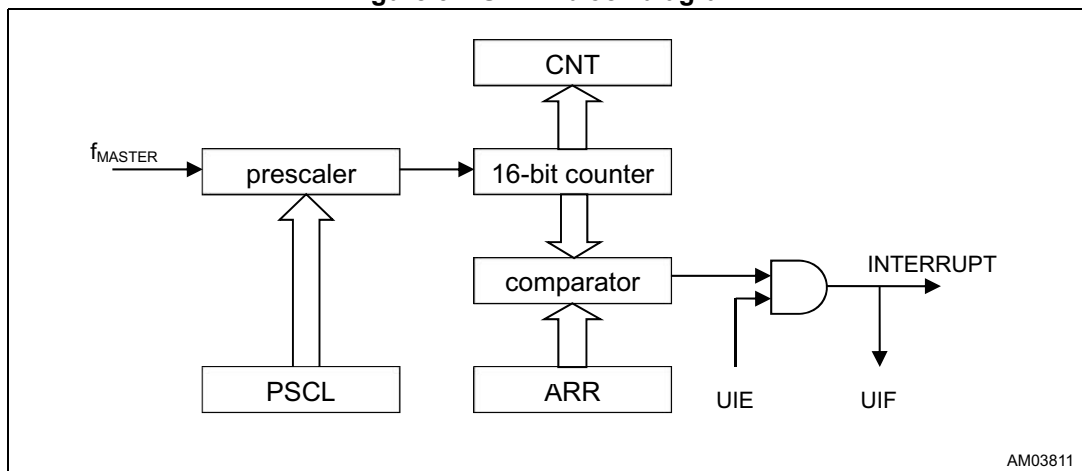 CNT
fMASTER
prescaler
16-bit counter
comparator
INTERRUPT
PSCL
ARR
UIE
UIF
AM03811